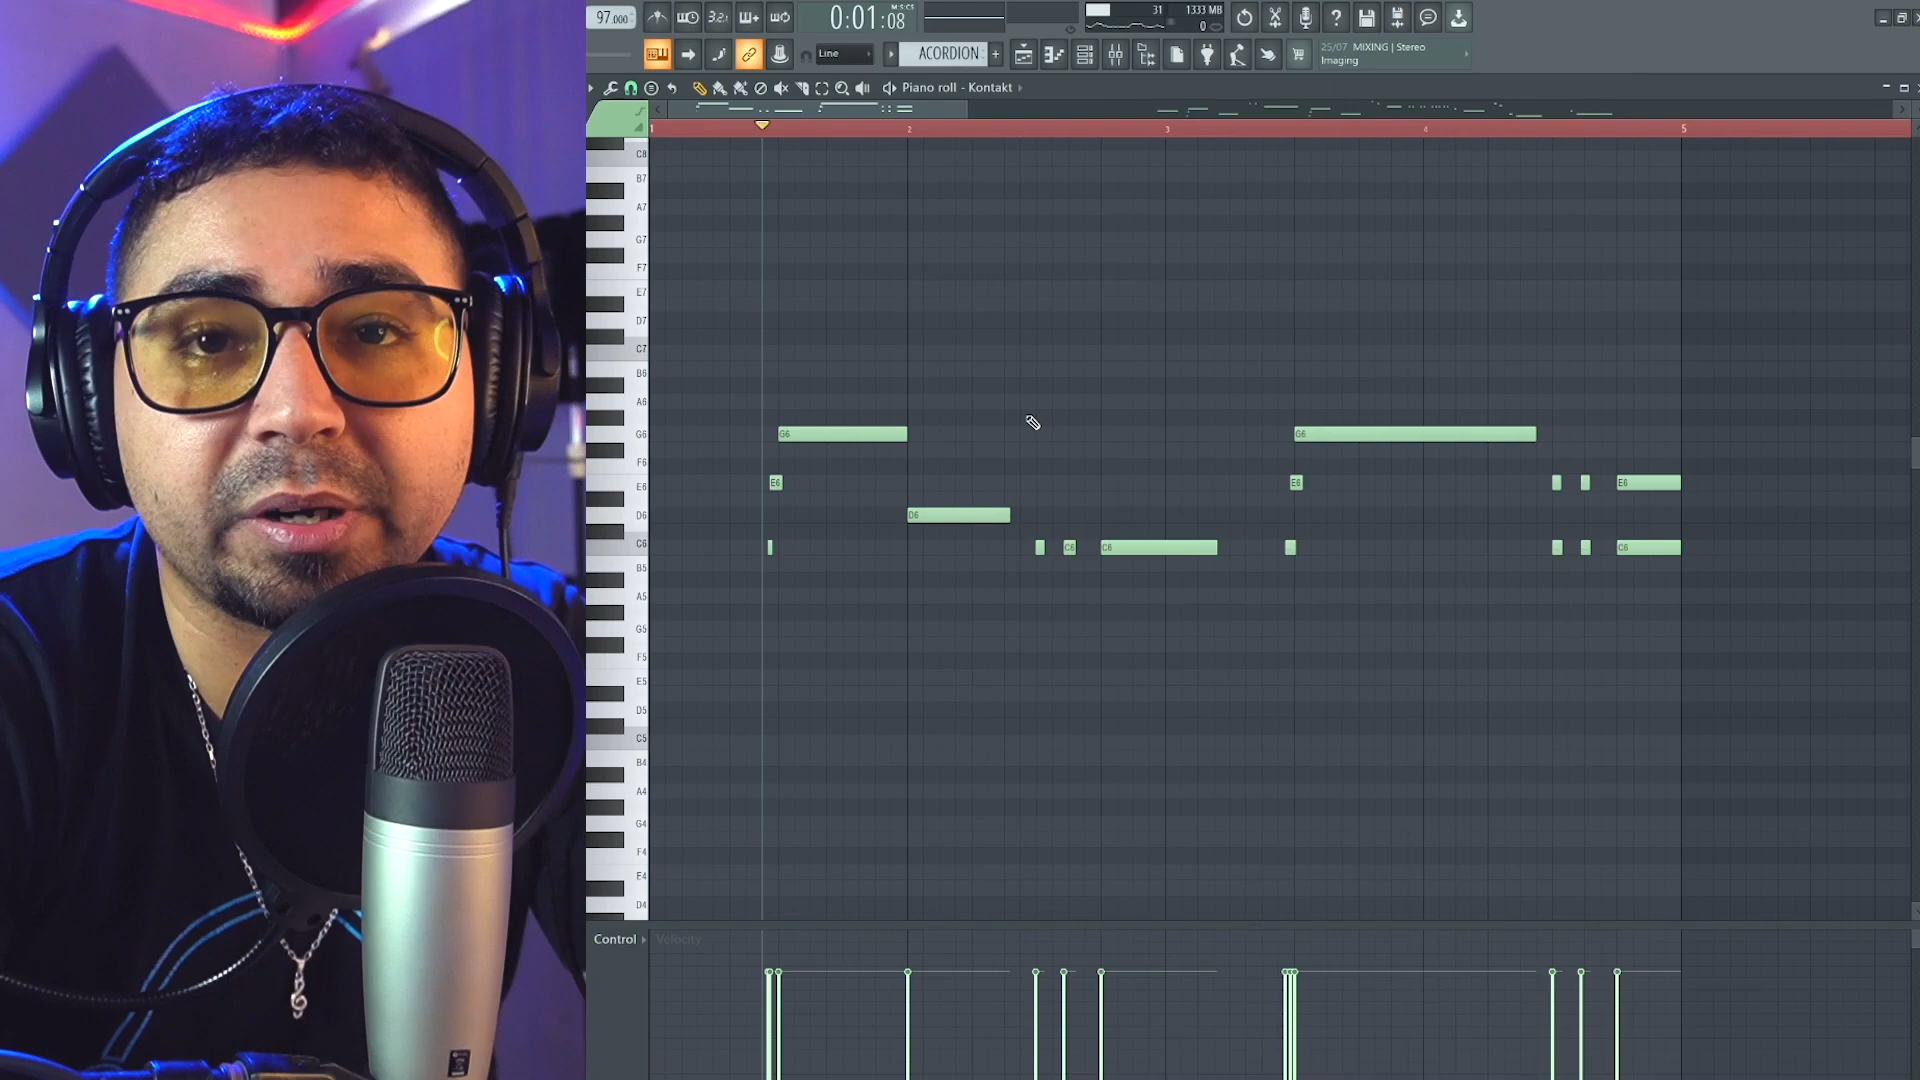 97.000
0:01:08
M:S:CS
31
1333 MB
0
Line
ACORDION
25/07 MIXING | Stereo
Imaging
Piano roll - Kontakt
1
2
3
4
5
C8
B7
A7
G7
F7
E7
D7
C7
B6
A6
G6
G6
G6
F6
E6
E6
E6
E6
D6
D6
C6
C6
C6
C6
B5
A5
G5
F5
E5
D5
C5
B4
A4
G4
F4
E4
D4
Control
Velocity